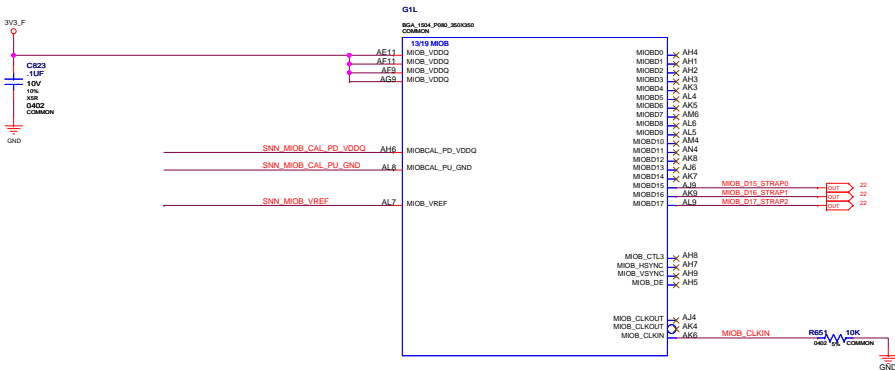 G1L
BGA_1504_P080_350X350
COMMON
3V3_F
13/19 MIOB
AE11 MIOB_VDDQ
AF11 MIOB_VDDQ
AF9 MIOB_VDDQ
AG9 MIOB_VDDQ
C823
.1UF
10V
10%
X5R
0402
COMMON
GND
SNN_MIOB_CAL_PD_VDDQ AH6 MIOBCAL_PD_VDDQ
SNN_MIOB_CAL_PU_GND AL8 MIOBCAL_PU_GND
SNN_MIOB_VREF AL7 MIOB_VREF
MIOBD0 AH4
MIOBD1 AH1
MIOBD2 AH2
MIOBD3 AH3
MIOBD4 AK3
MIOBD5 AL4
MIOBD6 AK5
MIOBD7 AM6
MIOBD8 AL6
MIOBD9 AL5
MIOBD10 AM4
MIOBD11 AN4
MIOBD12 AK8
MIOBD13 AJ6
MIOBD14 AK7
MIOBD15 AJ9 MIOB_D15_STRAP0 OUT 22
MIOBD16 AK9 MIOB_D16_STRAP1 OUT 22
MIOBD17 AL9 MIOB_D17_STRAP2 OUT 22
MIOB_CTL3 AH8
MIOB_HSYNC AH7
MIOB_VSYNC AH9
MIOB_DE AH5
MIOB_CLKOUT AJ4
MIOB_CLKOUT AK4
MIOB_CLKIN AK6 MIOB_CLKIN
R651 10K
0402 5% COMMON
GND